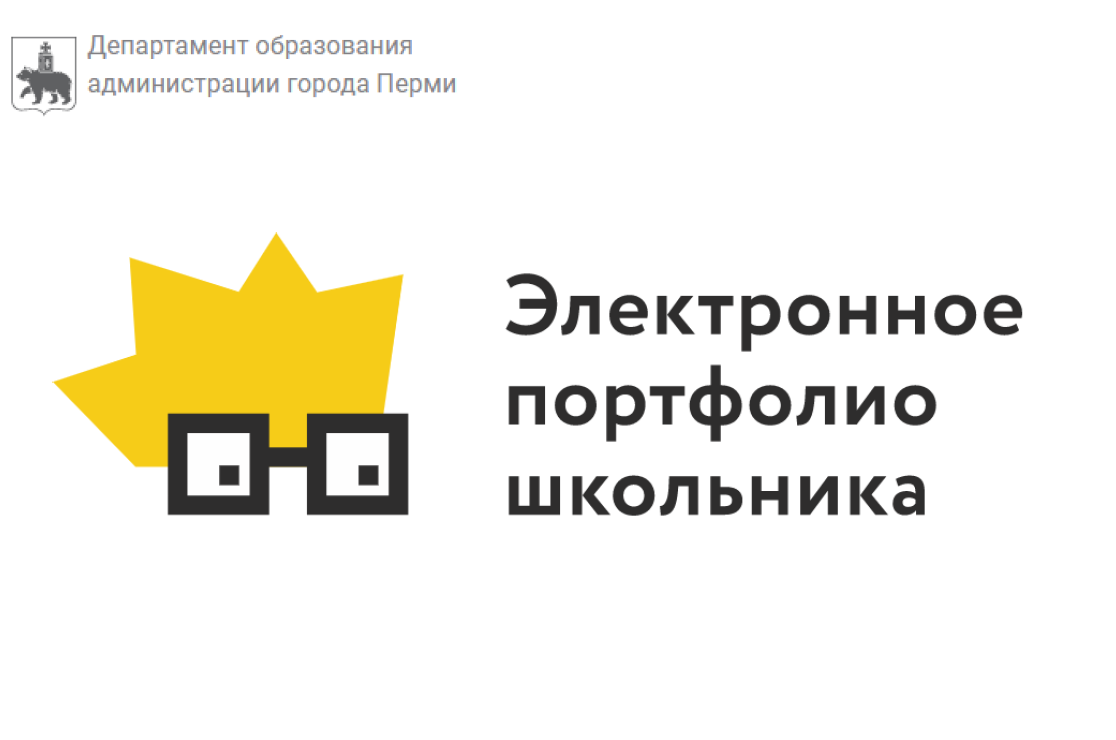 Департамент образования
администрации города Перми
Электронное
портфолио
школьника